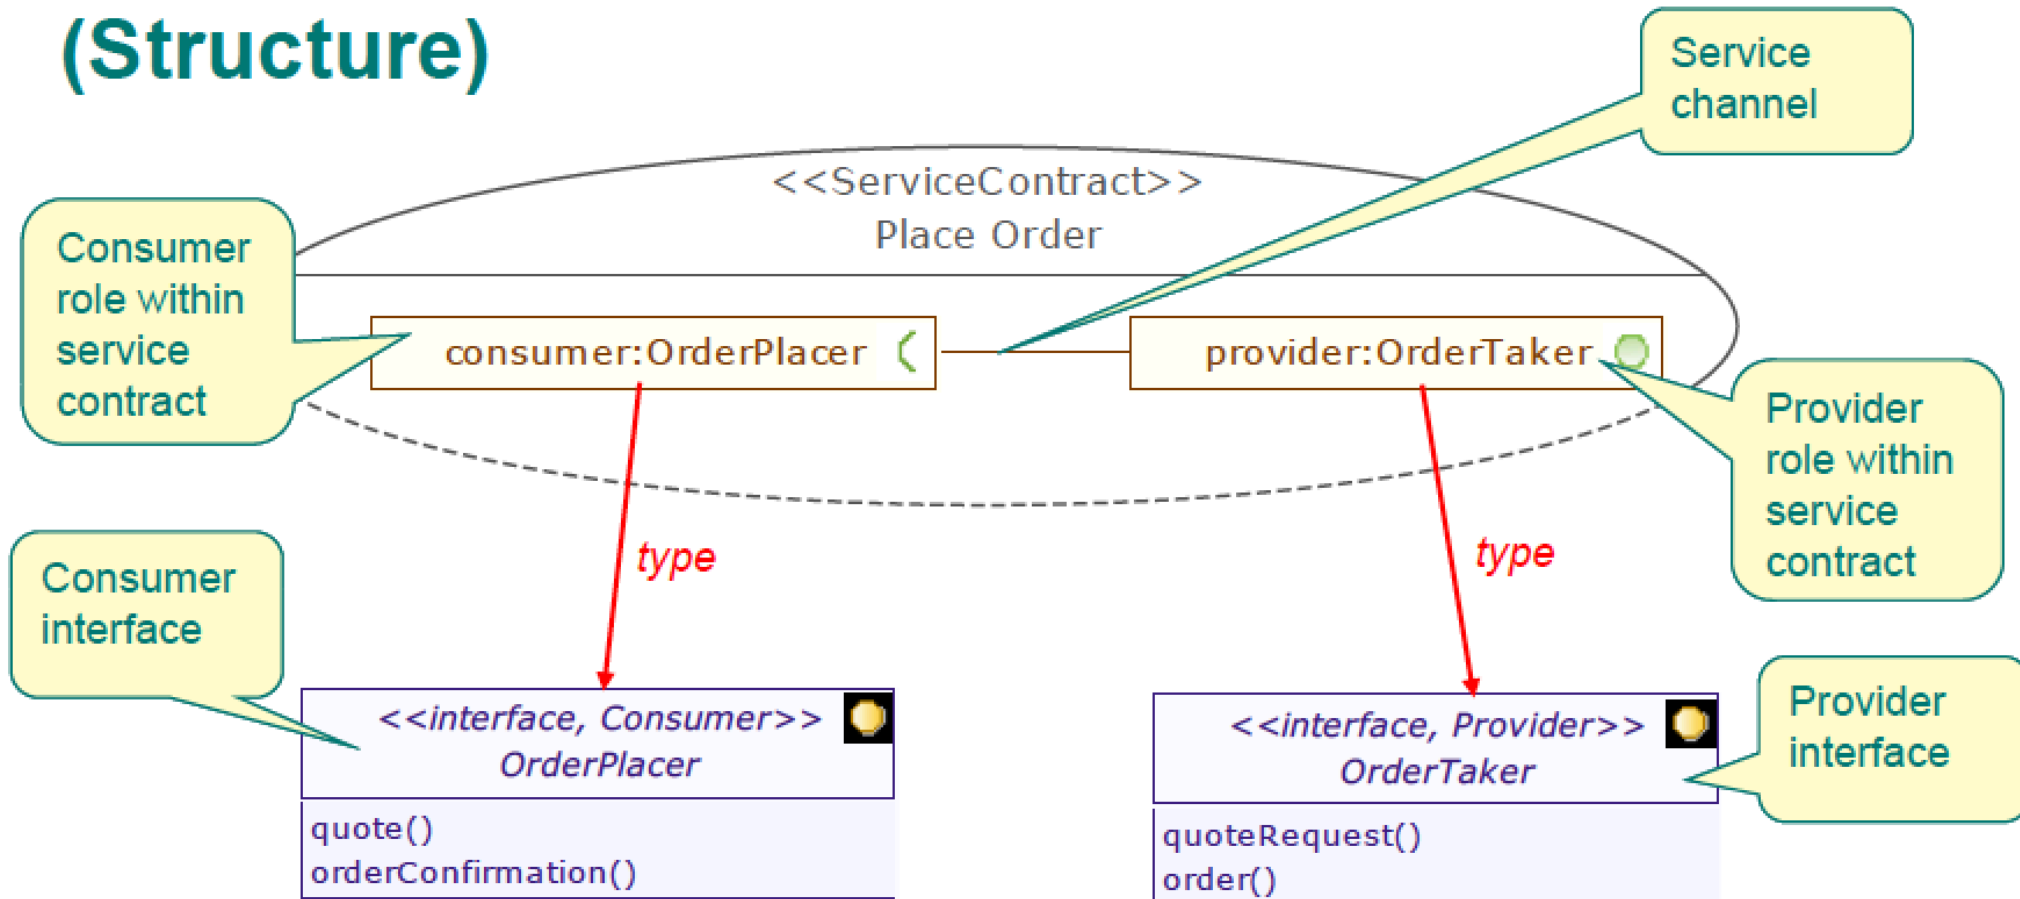 (Structure)
Service
channel
<<ServiceContract>>
Place Order
Consumer
role within
service
contract
consumer:OrderPlacer
provider:OrderTaker
Provider
role within
service
contract
type
type
Consumer
interface
<<interface, Consumer>>
OrderPlacer
quote()
orderConfirmation()
<<interface, Provider>>
OrderTaker
quoteRequest()
order()
Provider
interface